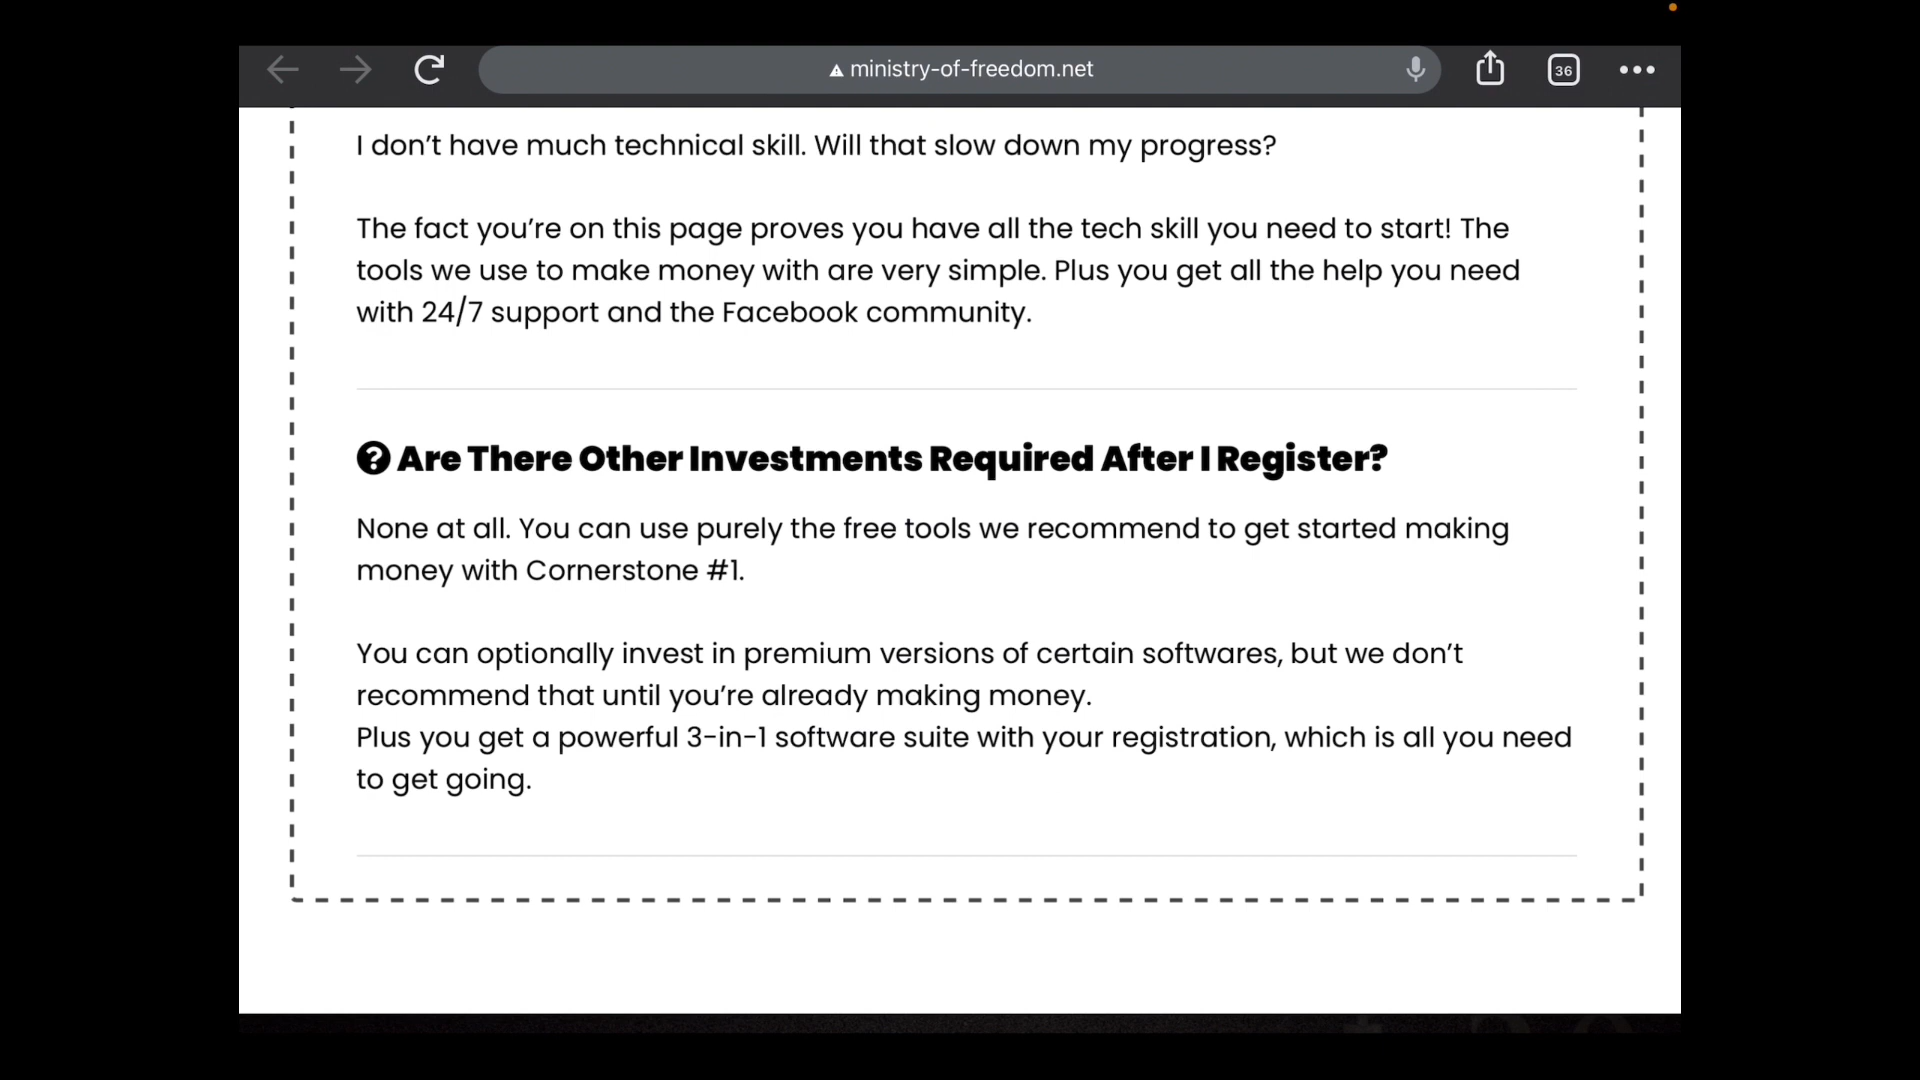 ministry-of-freedom.net
36
I don’t have much technical skill. Will that slow down my progress?
The fact you’re on this page proves you have all the tech skill you need to start! The
tools we use to make money with are very simple. Plus you get all the help you need
with 24/7 support and the Facebook community.
Are There Other Investments Required After I Register?
None at all. You can use purely the free tools we recommend to get started making
money with Cornerstone #1.
You can optionally invest in premium versions of certain softwares, but we don’t
recommend that until you’re already making money.
Plus you get a powerful 3-in-1 software suite with your registration, which is all you need
to get going.